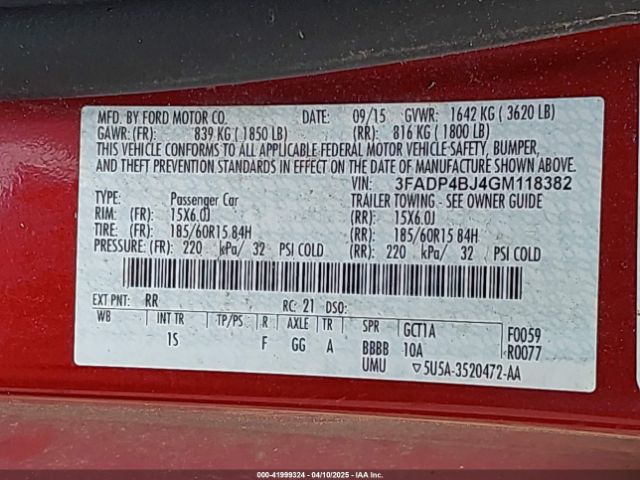 MFD. BY FORD MOTOR CO. DATE: 09/15 GVWR: 1642 KG ( 3620 LB)
GAWR: (FR): 839 KG ( 1850 LB) (RR): 816 KG ( 1800 LB)
THIS VEHICLE CONFORMS TO ALL APPLICABLE FEDERAL MOTOR VEHICLE SAFETY, BUMPER,
AND THEFT PREVENTION STANDARDS IN EFFECT ON THE DATE OF MANUFACTURE SHOWN ABOVE.
VIN: 3FADP4BJ4GM118382
TYPE: Passenger Car TRAILER TOWING - SEE OWNER GUIDE
RIM: (FR): 15X6.0J (RR): 15X6.0J
TIRE: (FR): 185/60R15 84H (RR): 185/60R15 84H
PRESSURE: (FR): 220 kPa/ 32 PSI COLD (RR): 220 kPa/ 32 PSI COLD
EXT PNT: RR RC: 21 DSO:
WB INT TR TP/PS R AXLE TR SPR GCT1A F0059
1S F GG A BBBB 10A R0077
UMU ▽5U5A-3520472-AA
000-41999324 - 04/10/2025 - IAA Inc.